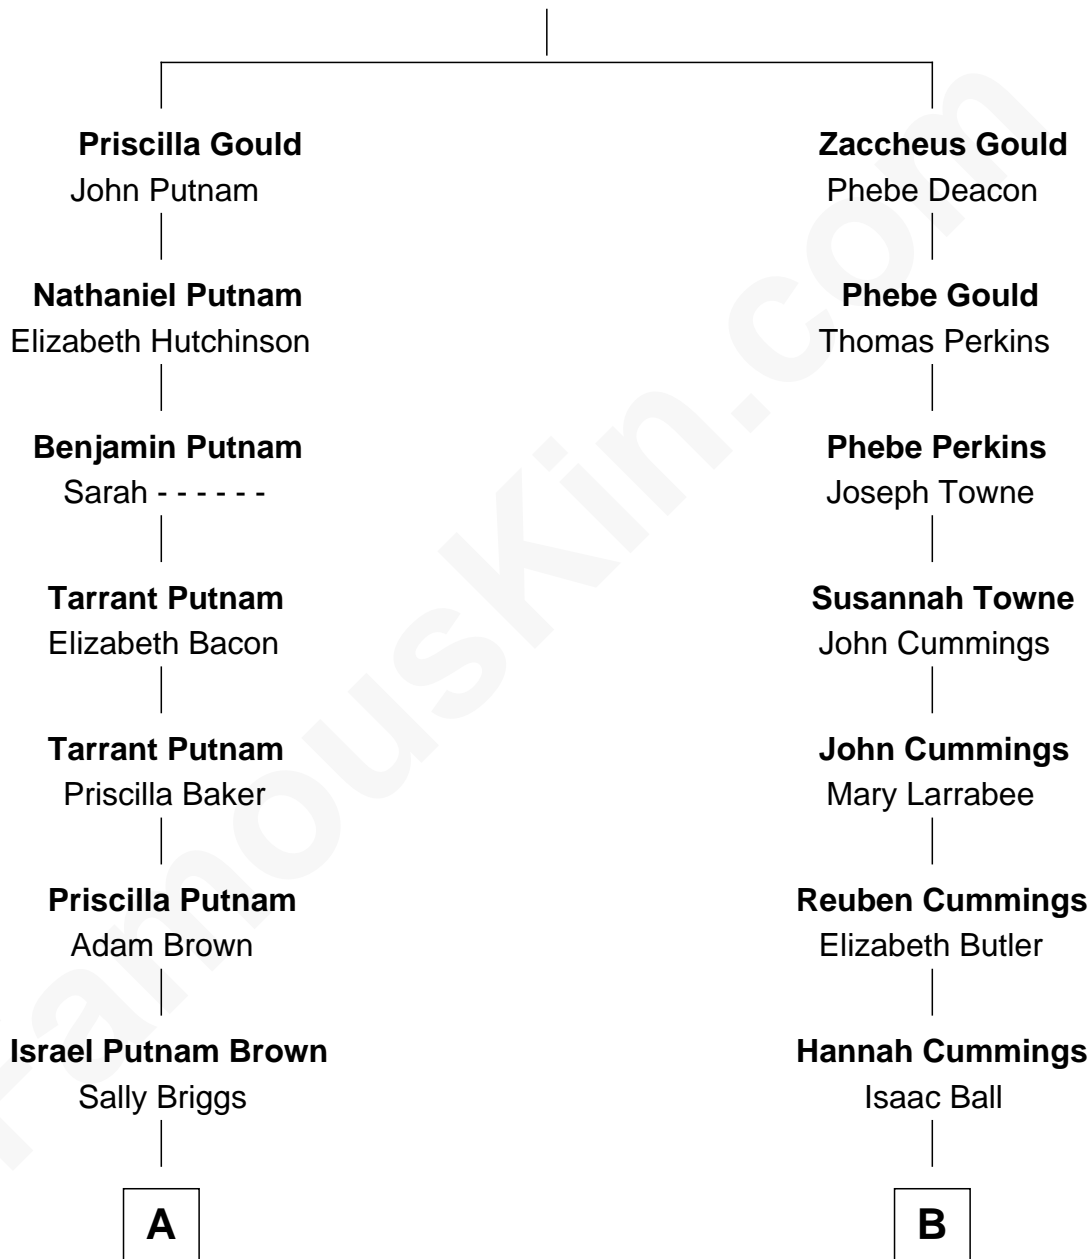 Priscilla Gould
John Putnam
Nathaniel Putnam
Elizabeth Hutchinson
Benjamin Putnam
Sarah - - - - - -
Tarrant Putnam
Elizabeth Bacon
Tarrant Putnam
Priscilla Baker
Priscilla Putnam
Adam Brown
Israel Putnam Brown
Sally Briggs
A
Zaccheus Gould
Phebe Deacon
Phebe Gould
Thomas Perkins
Phebe Perkins
Joseph Towne
Susannah Towne
John Cummings
John Cummings
Mary Larrabee
Reuben Cummings
Elizabeth Butler
Hannah Cummings
Isaac Ball
B
FamousKin.com